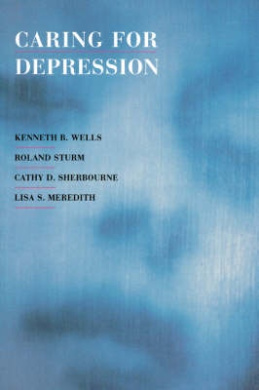 CARING FOR
DEPRESSION
KENNETH B. WELLS
ROLAND STURM
CATHY D. SHERBOURNE
LISA S. MEREDITH